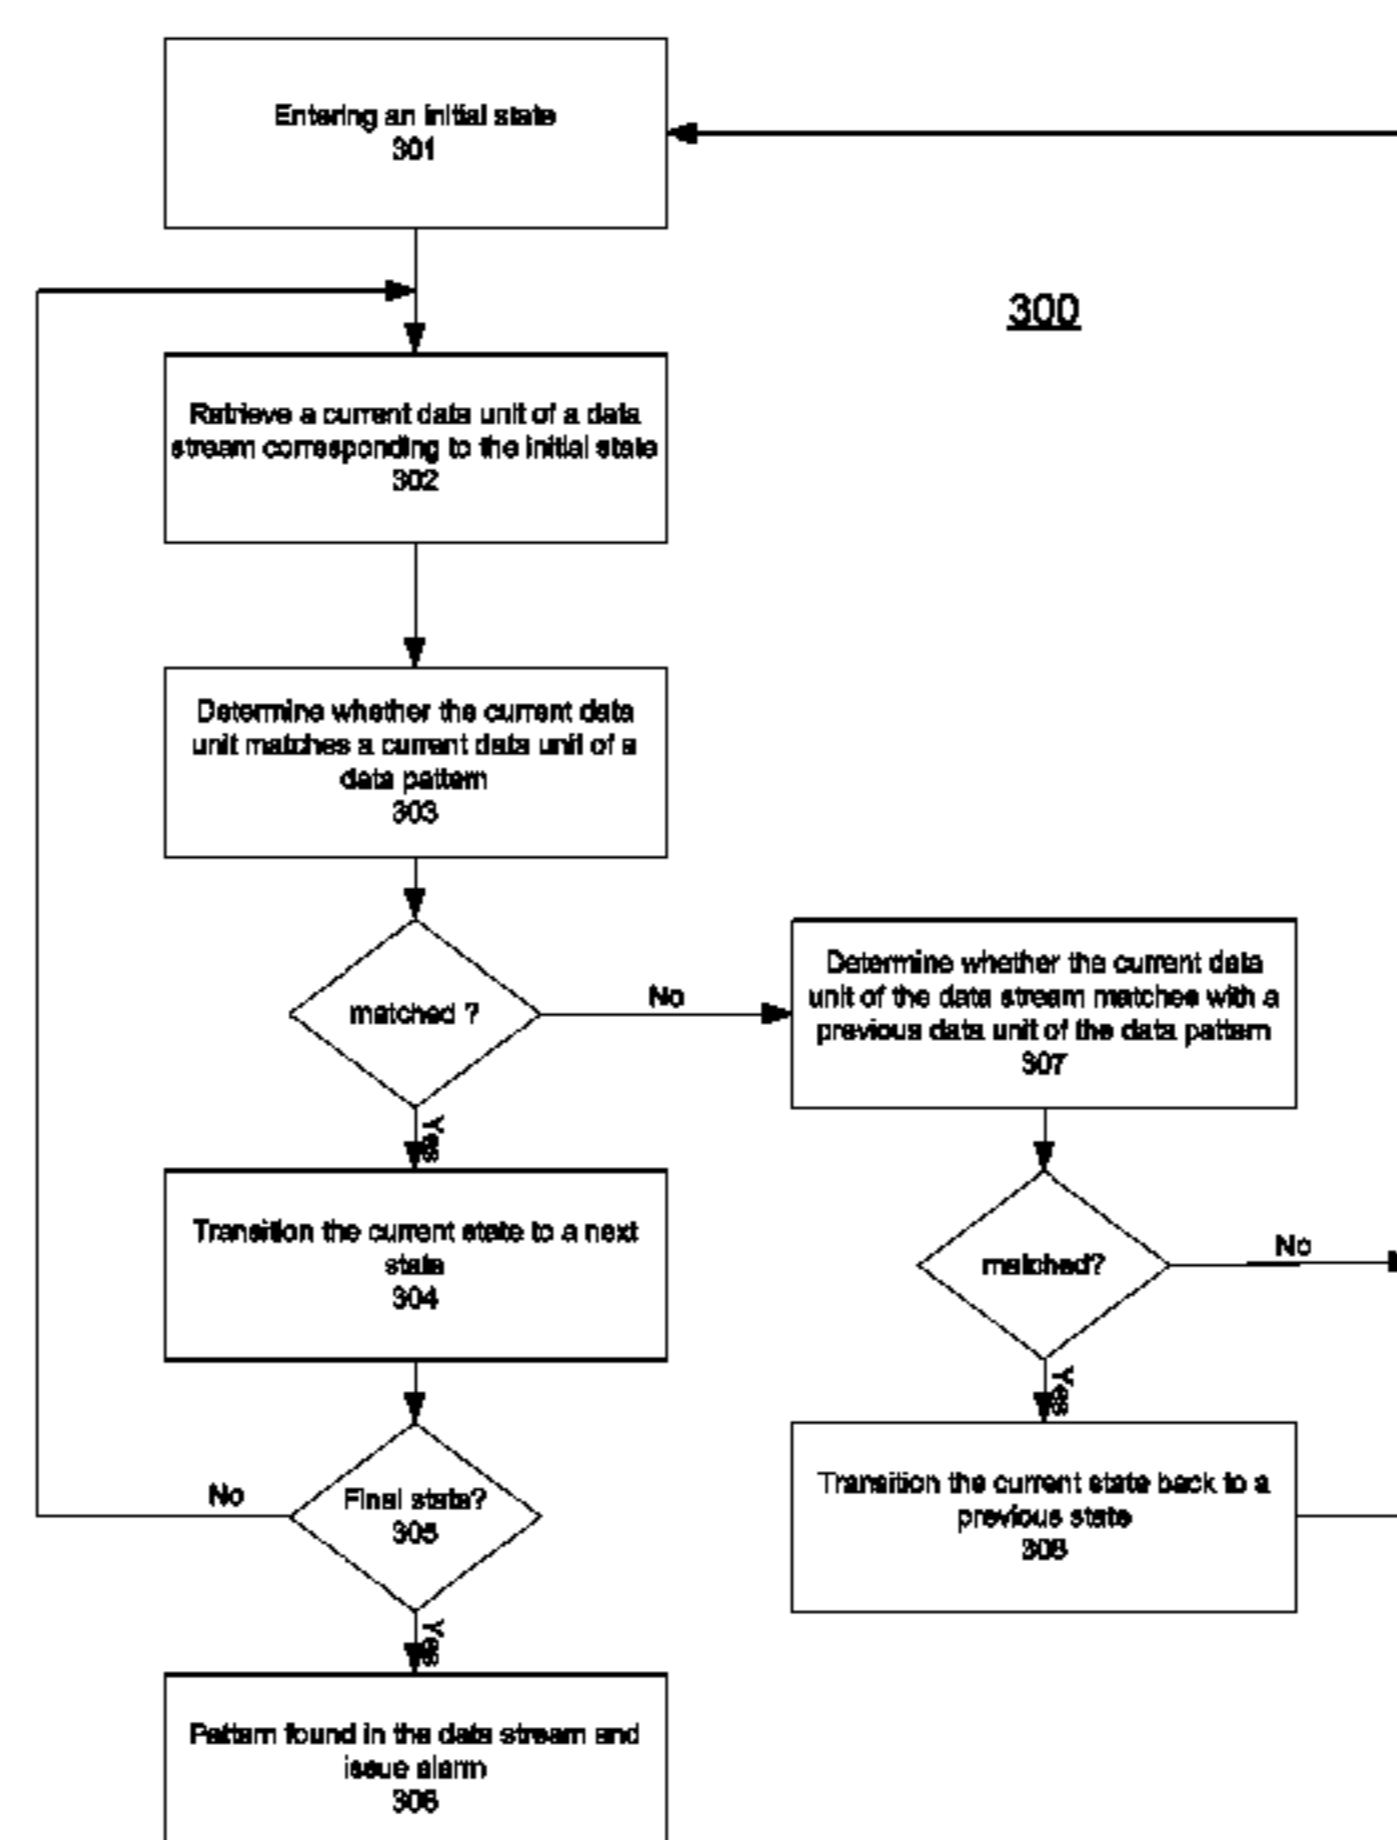 Entering an initial state
301
300
Retrieve a current data unit of a data
stream corresponding to the initial state
302
Determine whether the current data
unit matches a current data unit of a
data pattern
303
matched ?
No
Yes
Determine whether the current data
unit of the data stream matches with a
previous data unit of the data pattern
307
Transition the current state to a next
state
304
matched?
No
Yes
Final state?
305
No
Yes
Transition the current state back to a
previous state
308
Pattern found in the data stream and
issue alarm
306